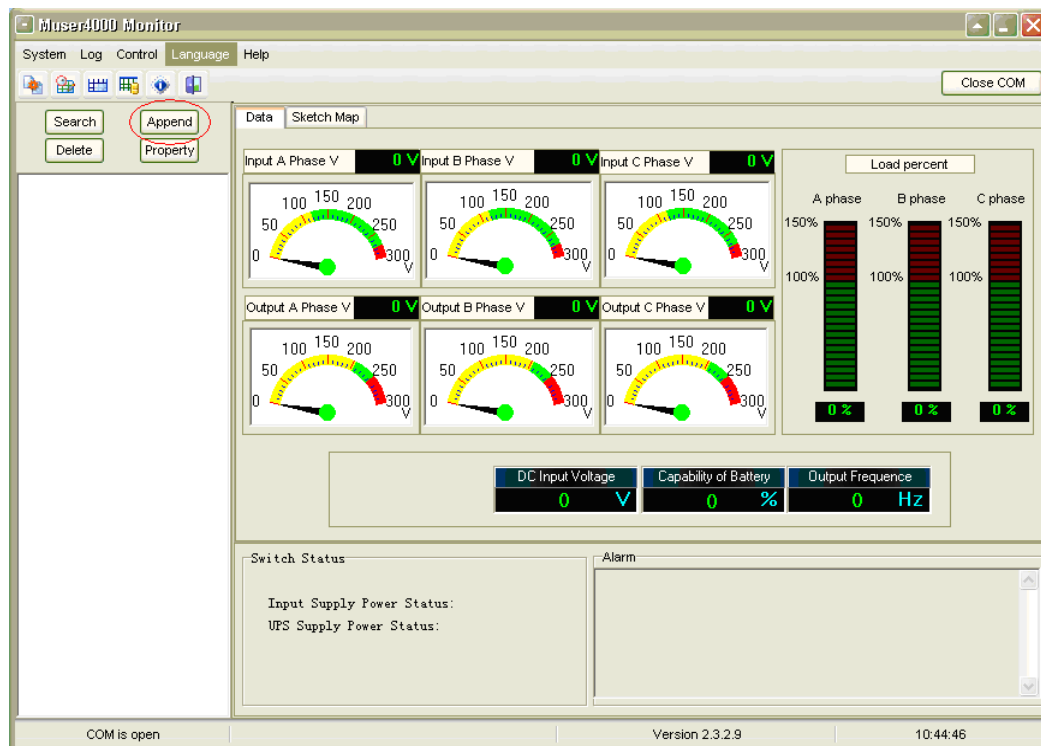 Muser4000 Monitor
System Log Control Language Help
Close COM
Search Append
Delete Property
Data Sketch Map
Input A Phase V 0 V Input B Phase V 0 V Input C Phase V 0 V
0 50 100 150 200 250 300 V
0 50 100 150 200 250 300 V
0 50 100 150 200 250 300 V
Output A Phase V 0 V Output B Phase V 0 V Output C Phase V 0 V
0 50 100 150 200 250 300 V
0 50 100 150 200 250 300 V
0 50 100 150 200 250 300 V
Load percent
A phase B phase C phase
150% 150% 150%
100% 100% 100%
0 % 0 % 0 %
DC Input Voltage Capability of Battery Output Frequence
0 V 0 % 0 Hz
Switch Status
Input Supply Power Status:
UPS Supply Power Status:
Alarm
COM is open Version 2.3.2.9 10:44:46